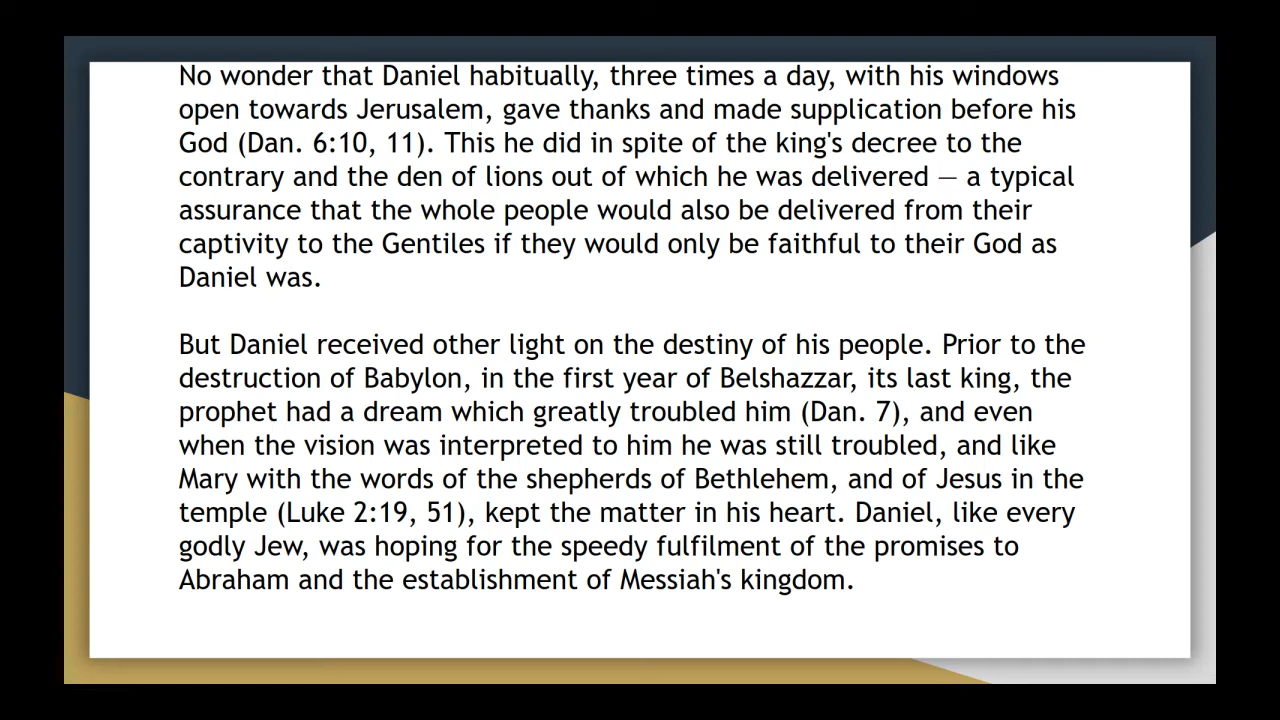 No wonder that Daniel habitually, three times a day, with his windows
open towards Jerusalem, gave thanks and made supplication before his
God (Dan. 6:10, 11). This he did in spite of the king's decree to the
contrary and the den of lions out of which he was delivered — a typical
assurance that the whole people would also be delivered from their
captivity to the Gentiles if they would only be faithful to their God as
Daniel was.
But Daniel received other light on the destiny of his people. Prior to the
destruction of Babylon, in the first year of Belshazzar, its last king, the
prophet had a dream which greatly troubled him (Dan. 7), and even
when the vision was interpreted to him he was still troubled, and like
Mary with the words of the shepherds of Bethlehem, and of Jesus in the
temple (Luke 2:19, 51), kept the matter in his heart. Daniel, like every
godly Jew, was hoping for the speedy fulfilment of the promises to
Abraham and the establishment of Messiah's kingdom.